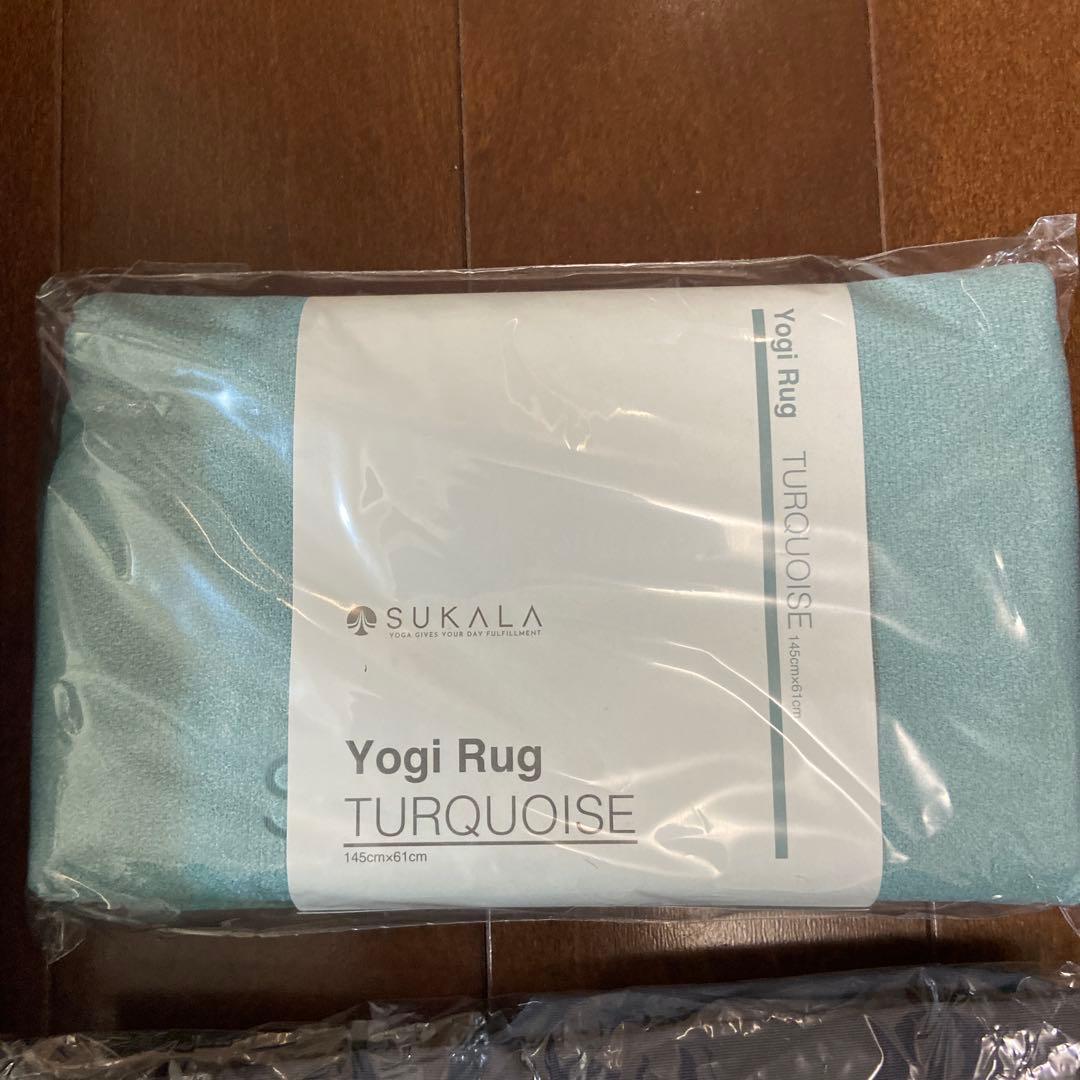 SUKALA
YOGA GIVES YOUR DAY FULFILLMENT
Yogi Rug
TURQUOISE
145cm×61cm
Yogi Rug TURQUOISE 145cm×61cm
S